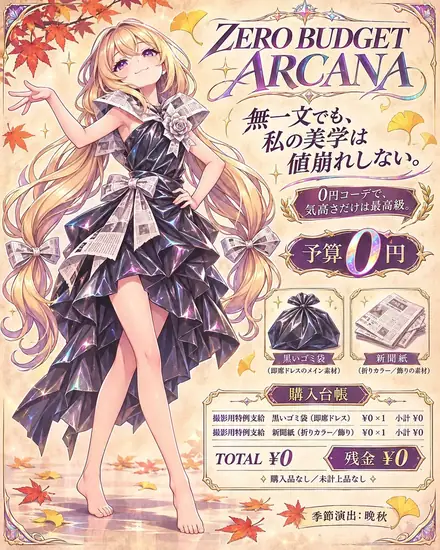 ZERO BUDGET
ARCANA
無一文でも、
私の美学は
値崩れしない。
0円コーデで、
気高さだけは最高級。
予算0円
黒いゴミ袋
(即席ドレスのメイン素材)
新聞紙
(折りカラー/飾りの素材)
購入台帳
撮影用特例支給 黒いゴミ袋(即席ドレス) ¥0×1 小計 ¥0
撮影用特例支給 新聞紙(折りカラー/飾り) ¥0×1 小計 ¥0
TOTAL ¥0 残金 ¥0
購入品なし/未計上品なし
季節演出:晩秋